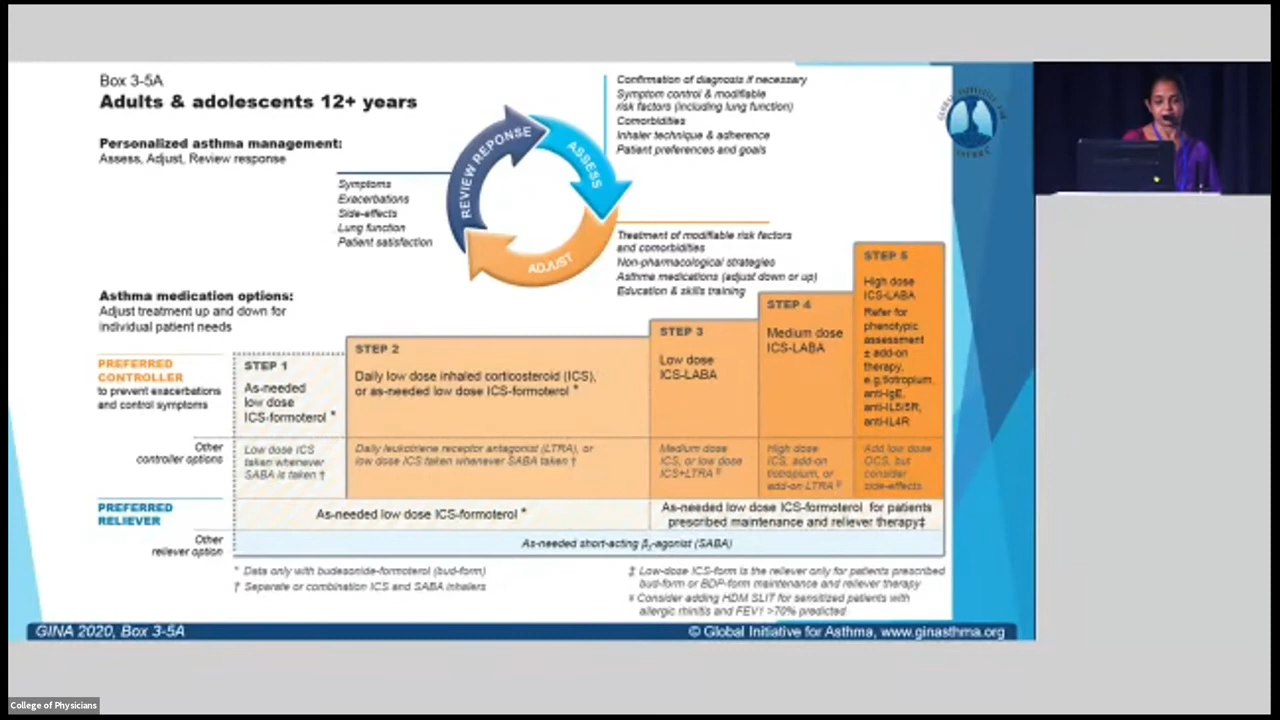 Box 3-5A
Adults & adolescents 12+ years
Personalized asthma management:
Assess, Adjust, Review response
Symptoms
Exacerbations
Side-effects
Lung function
Patient satisfaction
REVIEW REPONSE
ASSESS
ADJUST
Confirmation of diagnosis if necessary
Symptom control & modifiable
risk factors (including lung function)
Comorbidities
Inhaler technique & adherence
Patient preferences and goals
Treatment of modifiable risk factors
and comorbidities
Non-pharmacological strategies
Asthma medications (adjust down or up)
Education & skills training
Asthma medication options:
Adjust treatment up and down for
individual patient needs
PREFERRED
CONTROLLER
to prevent exacerbations
and control symptoms
STEP 1
As-needed
low dose
ICS-formoterol *
STEP 2
Daily low dose inhaled corticosteroid (ICS),
or as-needed low dose ICS-formoterol *
STEP 3
Low dose
ICS-LABA
STEP 4
Medium dose
ICS-LABA
STEP 5
High dose
ICS-LABA
Refer for
phenotypic
assessment
± add-on
therapy,
e.g.tiotropium,
anti-IgE,
anti-IL5/5R,
anti-IL4R
Other
controller options
Low dose ICS
taken whenever
SABA is taken †
Daily leukotriene receptor antagonist (LTRA), or
low dose ICS taken whenever SABA taken †
Medium dose
ICS, or low dose
ICS+LTRA
High dose
ICS, add-on
tiotropium, or
add-on LTRA
Add low dose
OCS, but
consider
side-effects
PREFERRED
RELIEVER
As-needed low dose ICS-formoterol *
As-needed low dose ICS-formoterol for patients
prescribed maintenance and reliever therapy‡
Other
reliever option
As-needed short-acting β2-agonist (SABA)
* Data only with budesonide-formoterol (bud-form)
† Separate or combination ICS and SABA inhalers
‡ Low-dose ICS-form is the reliever only for patients prescribed
bud-form or BDP-form maintenance and reliever therapy
Consider adding HDM SLIT for sensitized patients with
allergic rhinitis and FEV1 >70% predicted
GINA 2020, Box 3-5A
© Global Initiative for Asthma, www.ginasthma.org
College of Physicians